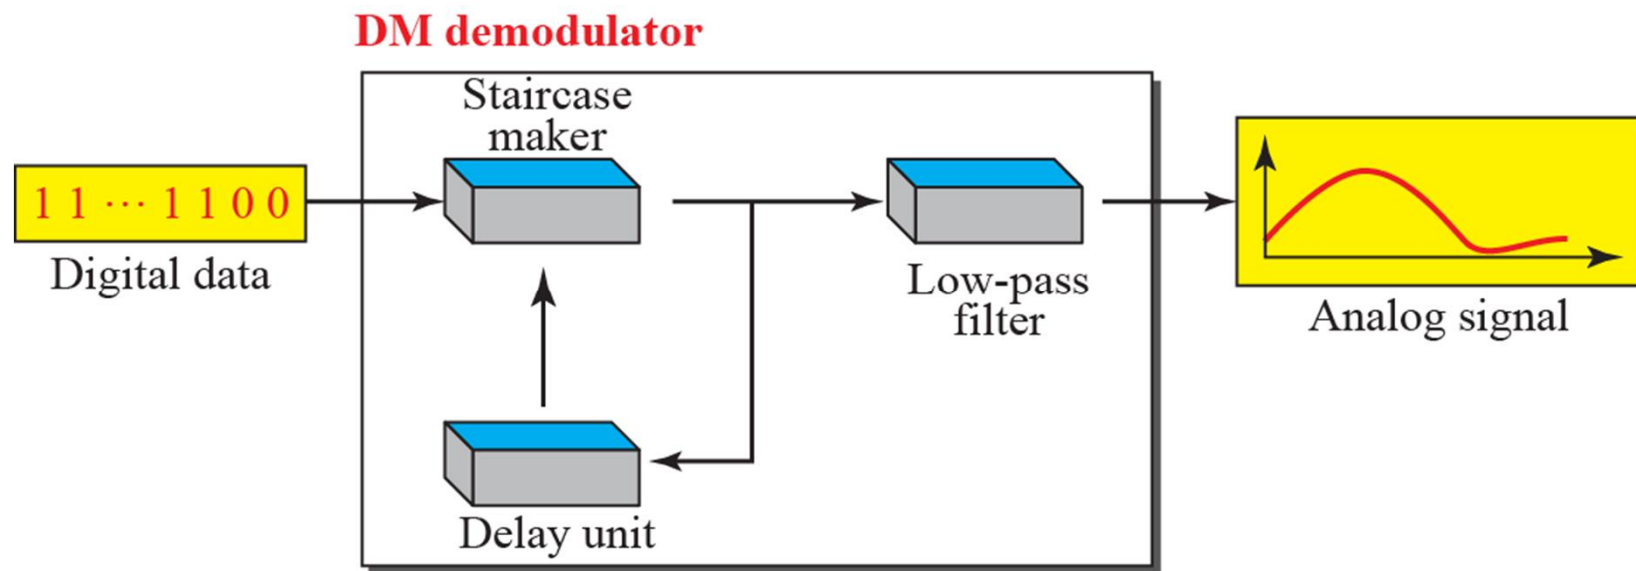 DM demodulator
Staircase
maker
1 1 ··· 1 1 0 0
Digital data
Low-pass
filter
Analog signal
Delay unit